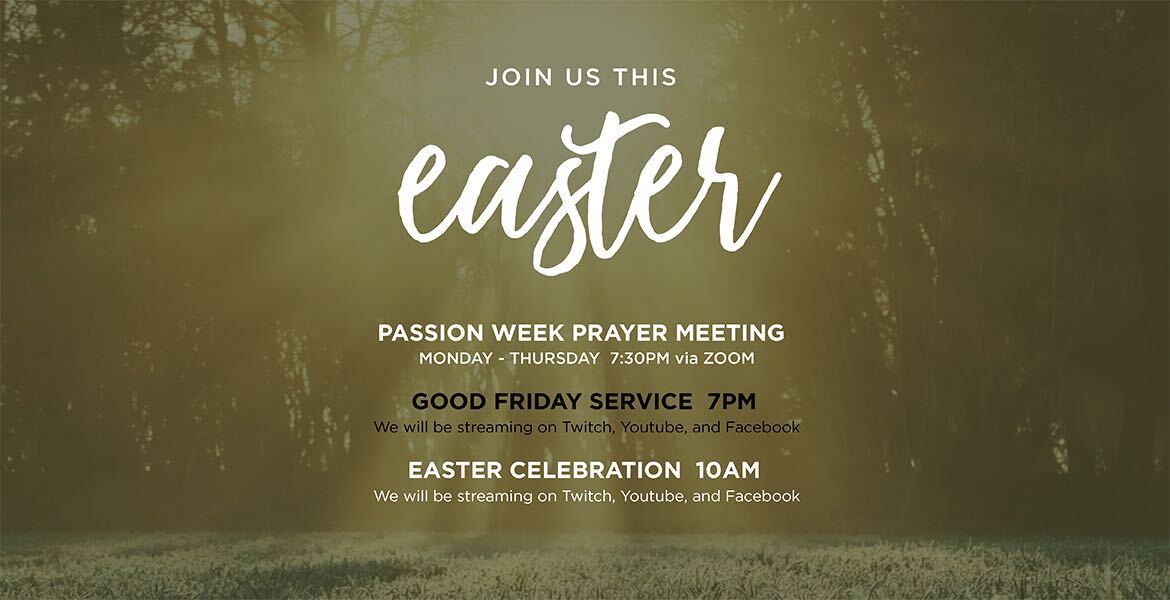 JOIN US THIS
easter
PASSION WEEK PRAYER MEETING
MONDAY - THURSDAY 7:30PM via ZOOM
GOOD FRIDAY SERVICE 7PM
We will be streaming on Twitch, Youtube, and Facebook
EASTER CELEBRATION 10AM
We will be streaming on Twitch, Youtube, and Facebook